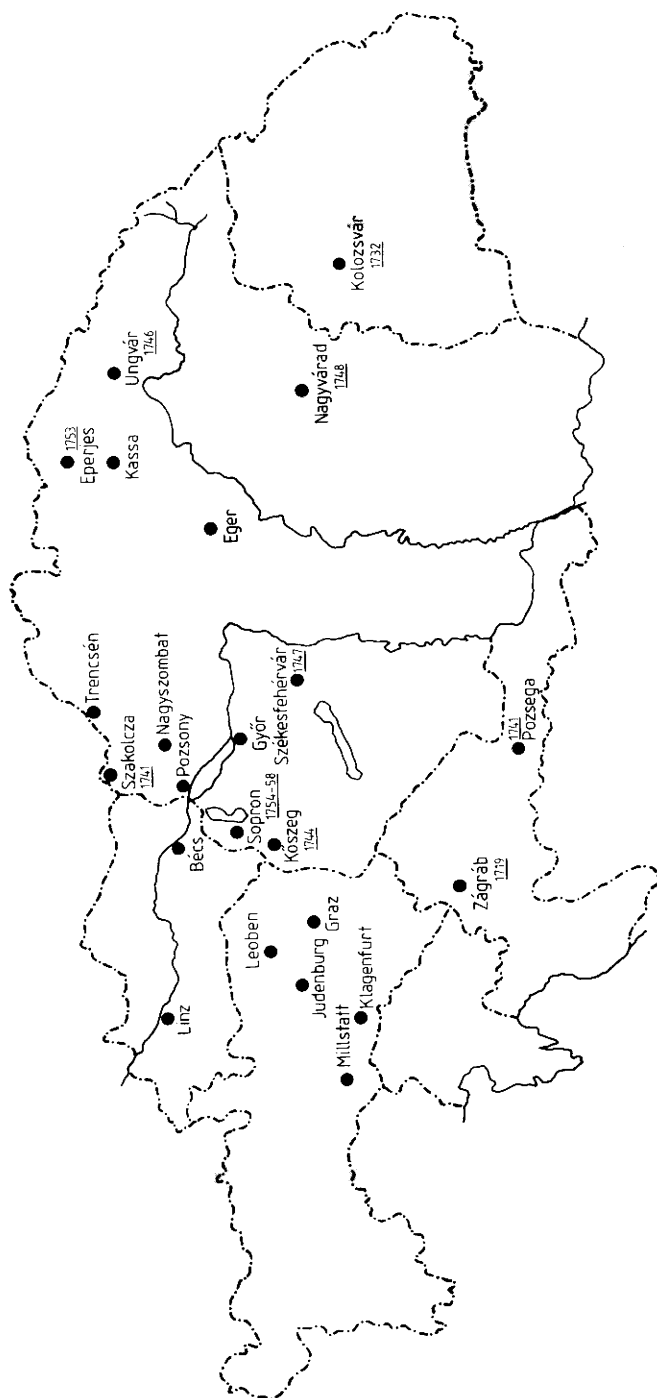 Trencsén
Szakolcza
1741
Nagyszombat
Pozsony
Bécs
Linz
1753
Eperjes
Kassa
Ungvár
1746
Eger
Győr
Sopron
1754-58
Kőszeg
1744
Székesfehérvár
1747
Leoben
Judenburg
Graz
Millstatt
Klagenfurt
Nagyvárad
1748
Kolozsvár
1732
Zágráb
1719
1741
Pozsega